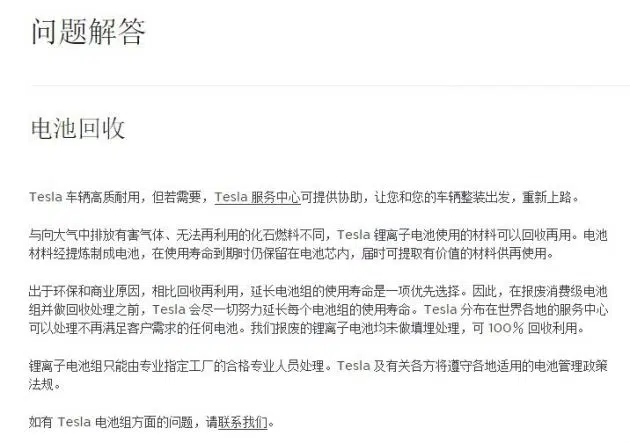 问题解答
电池回收
Tesla 车辆高质耐用，但若需要，Tesla 服务中心可提供协助，让您和您的车辆整装出发，重新上路。
与向大气中排放有害气体、无法再利用的化石燃料不同，Tesla 锂离子电池使用的材料可以回收再用。电池
材料经提炼制成电池，在使用寿命到期时仍保留在电池芯内，届时可提取有价值的材料供再使用。
出于环保和商业原因，相比回收再利用，延长电池组的使用寿命是一项优先选择。因此，在报废消费级电池
组并做回收处理之前，Tesla 会尽一切努力延长每个电池组的使用寿命。Tesla 分布在世界各地的服务中心
可以处理不再满足客户需求的任何电池。我们报废的锂离子电池均未做填埋处理，可 100% 回收利用。
锂离子电池组只能由专业指定工厂的合格专业人员处理。Tesla 及有关各方将遵守各地适用的电池管理政策
法规。
如有 Tesla 电池组方面的问题，请联系我们。